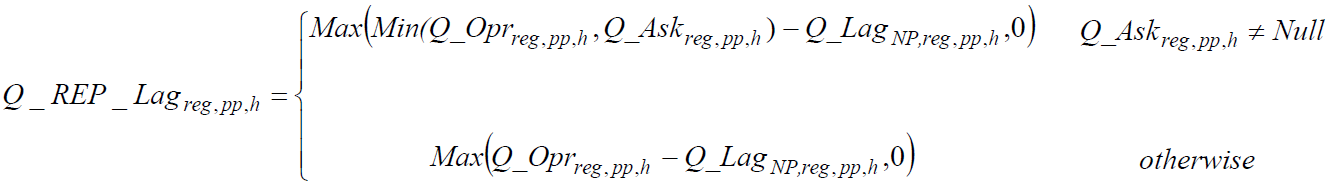 Max(Min(Q_Opr_{reg,pp,h}, Q_Ask_{reg,pp,h}) − Q_Lag_{NP,reg,pp,h}, 0)   Q_Ask_{reg,pp,h} ≠ Null
Q_REP_Lag_{reg,pp,h} = {
Max(Q_Opr_{reg,pp,h} − Q_Lag_{NP,reg,pp,h}, 0)   otherwise